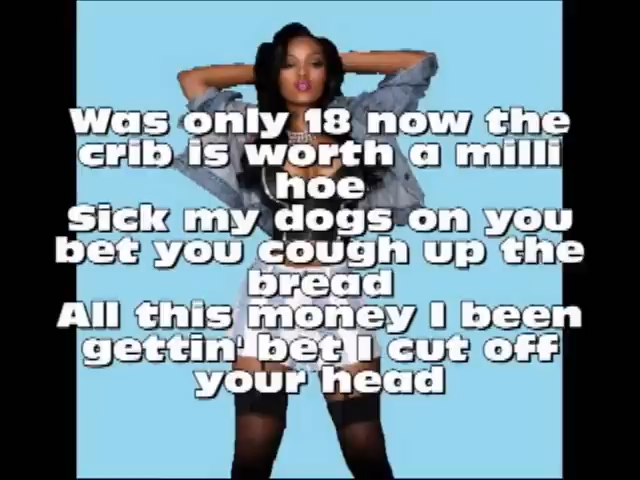 Was only 18 now the
crib is worth a milli
hoe
Sick my dogs on you
bet you cough up the
bread
All this money I been
gettin' bet I cut off
your head